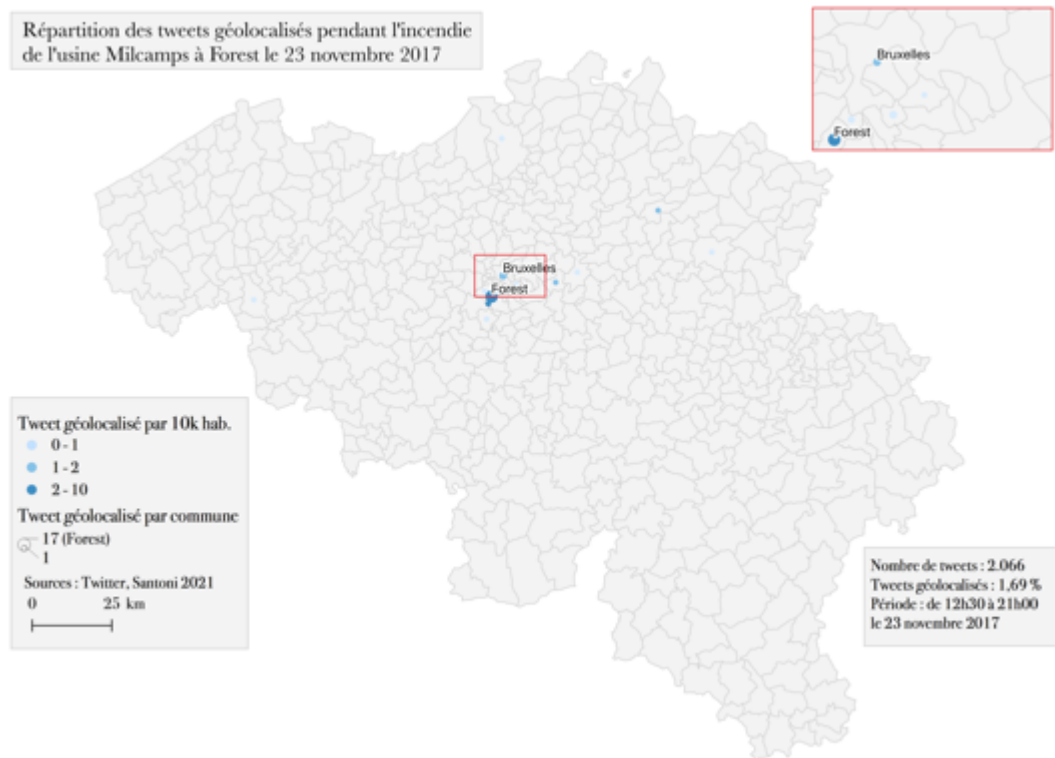 Répartition des tweets géolocalisés pendant l'incendie
de l'usine Milcamps à Forest le 23 novembre 2017
Bruxelles
Forest
Bruxelles
Forest
Tweet géolocalisé par 10k hab.
0 - 1
1 - 2
2 - 10
Tweet géolocalisé par commune
17 (Forest)
1
Sources : Twitter, Santoni 2021
0 25 km
Nombre de tweets : 2.066
Tweets géolocalisés : 1,69 %
Période : de 12h30 à 21h00
le 23 novembre 2017